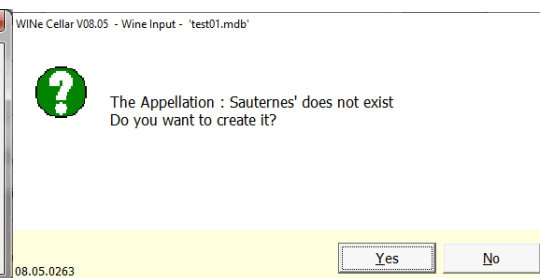 WINe Cellar V08.05 - Wine Input - 'test01.mdb'
The Appellation : Sauternes' does not exist
Do you want to create it?
Yes No
08.05.0263